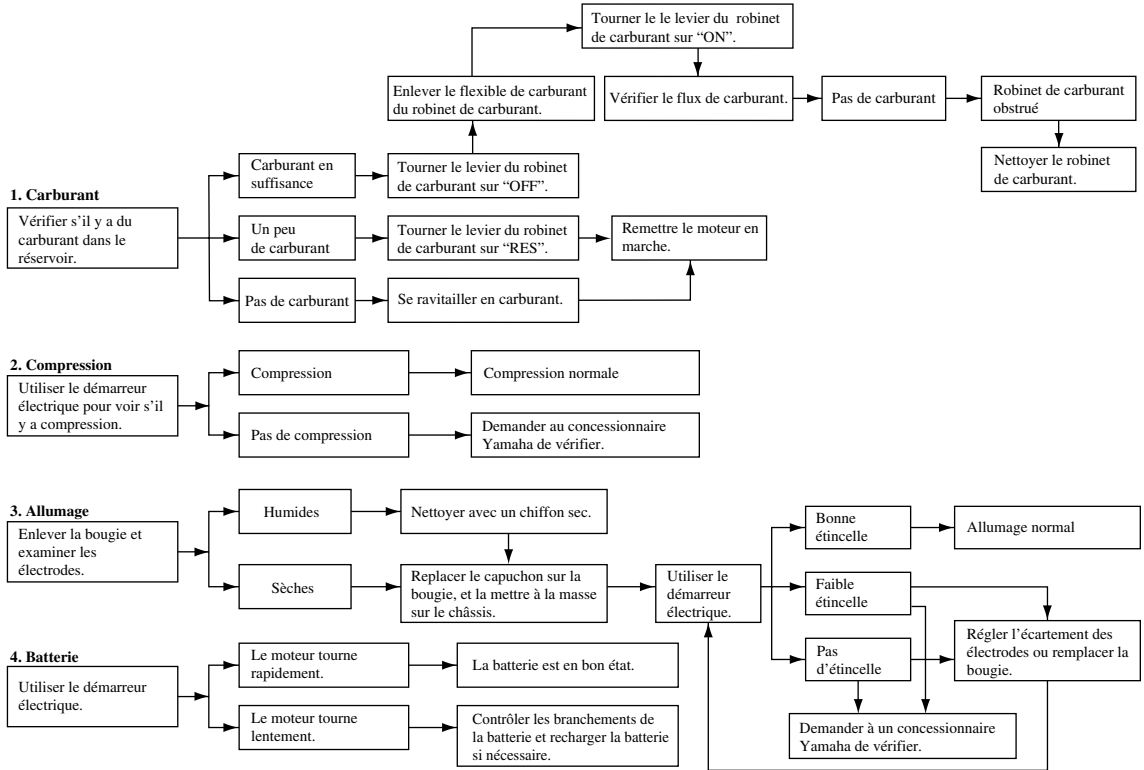 Tourner le le levier du robinet
de carburant sur “ON”.
Enlever le flexible de carburant
du robinet de carburant.
Vérifier le flux de carburant.
Pas de carburant
Robinet de carburant
obstrué
Nettoyer le robinet
de carburant.
1. Carburant
Vérifier s’il y a du
carburant dans le
réservoir.
Carburant en
suffisance
Tourner le levier du robinet
de carburant sur “OFF”.
Un peu
de carburant
Tourner le levier du robinet
de carburant sur “RES”.
Remettre le moteur en
marche.
Pas de carburant
Se ravitailler en carburant.
2. Compression
Utiliser le démarreur
électrique pour voir s’il
y a compression.
Compression
Compression normale
Pas de compression
Demander au concessionnaire
Yamaha de vérifier.
3. Allumage
Enlever la bougie et
examiner les
électrodes.
Humides
Nettoyer avec un chiffon sec.
Sèches
Replacer le capuchon sur la
bougie, et la mettre à la masse
sur le châssis.
Utiliser le
démarreur
électrique.
Bonne
étincelle
Allumage normal
Faible
étincelle
Pas
d’étincelle
Régler l’écartement des
électrodes ou remplacer la
bougie.
Demander à un concessionnaire
Yamaha de vérifier.
4. Batterie
Utiliser le démarreur
électrique.
Le moteur tourne
rapidement.
La batterie est en bon état.
Le moteur tourne
lentement.
Contrôler les branchements de
la batterie et recharger la batterie
si nécessaire.